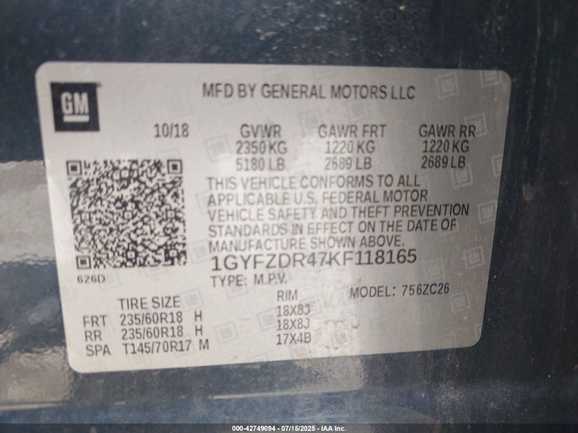 GM
MFD BY GENERAL MOTORS LLC
10/18 GVWR GAWR FRT GAWR RR
2350 KG 1220 KG 1220 KG
5180 LB 2689 LB 2689 LB
THIS VEHICLE CONFORMS TO ALL
APPLICABLE U.S. FEDERAL MOTOR
VEHICLE SAFETY AND THEFT PREVENTION
STANDARDS IN EFFECT ON THE DATE OF
MANUFACTURE SHOWN ABOVE.
626D
1GYFZDR47KF118165
TYPE: M.P.V. MODEL: 756ZC26
TIRE SIZE RIM
FRT 235/60R18 H 18X8J
RR 235/60R18 H 18X8J
SPA T145/70R17 M 17X4B
000-42749094 - 07/15/2025 - IAA Inc.